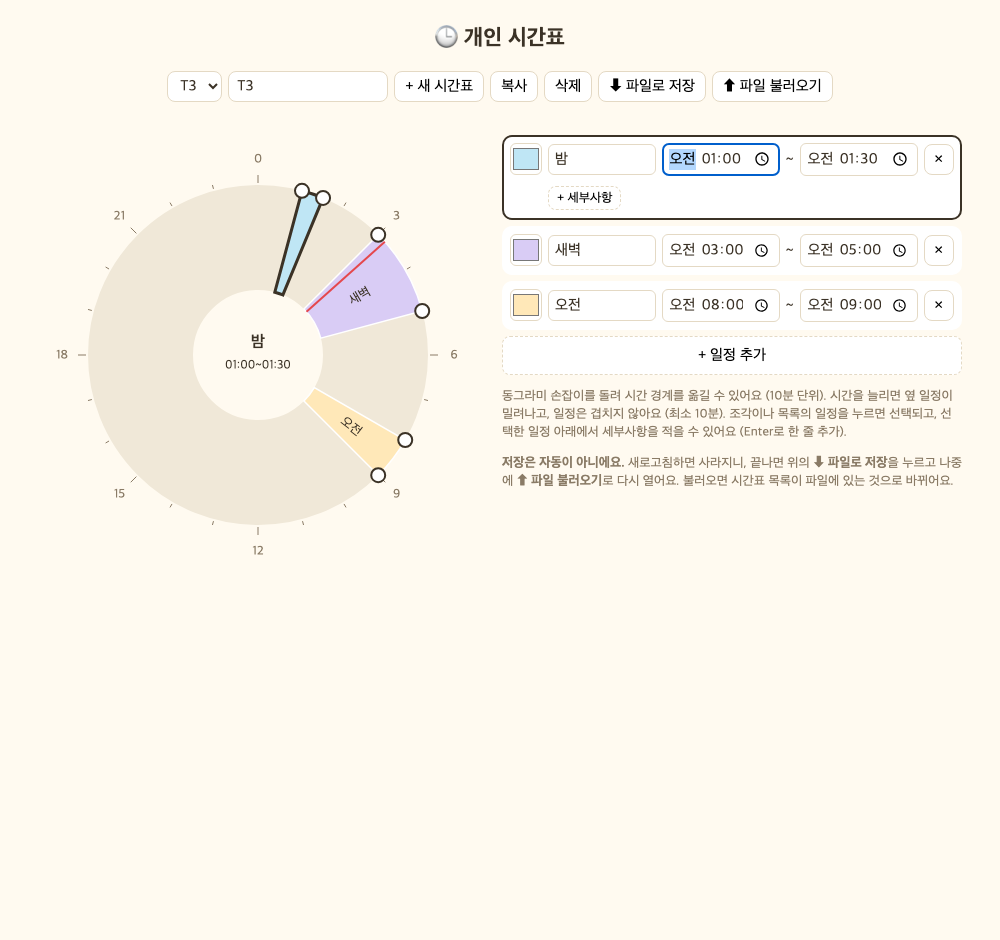 🕒 개인 시간표
T3 T3 + 새 시간표 복사 삭제 ⬇ 파일로 저장 ⬆ 파일 불러오기
0
3
6
9
12
15
18
21
새벽
오전
밤
01:00~01:30
밤 오전 01:00 ~ 오전 01:30 ×
+ 세부사항
새벽 오전 03:00 ~ 오전 05:00 ×
오전 오전 08:00 ~ 오전 09:00 ×
+ 일정 추가
동그라미 손잡이를 돌려 시간 경계를 옮길 수 있어요 (10분 단위). 시간을 늘리면 옆 일정이
밀려나고, 일정은 겹치지 않아요 (최소 10분). 조각이나 목록의 일정을 누르면 선택되고, 선
택한 일정 아래에서 세부사항을 적을 수 있어요 (Enter로 한 줄 추가).
저장은 자동이 아니에요. 새로고침하면 사라지니, 끝나면 위의 ⬇ 파일로 저장을 누르고 나중
에 ⬆ 파일 불러오기로 다시 열어요. 불러오면 시간표 목록이 파일에 있는 것으로 바뀌어요.